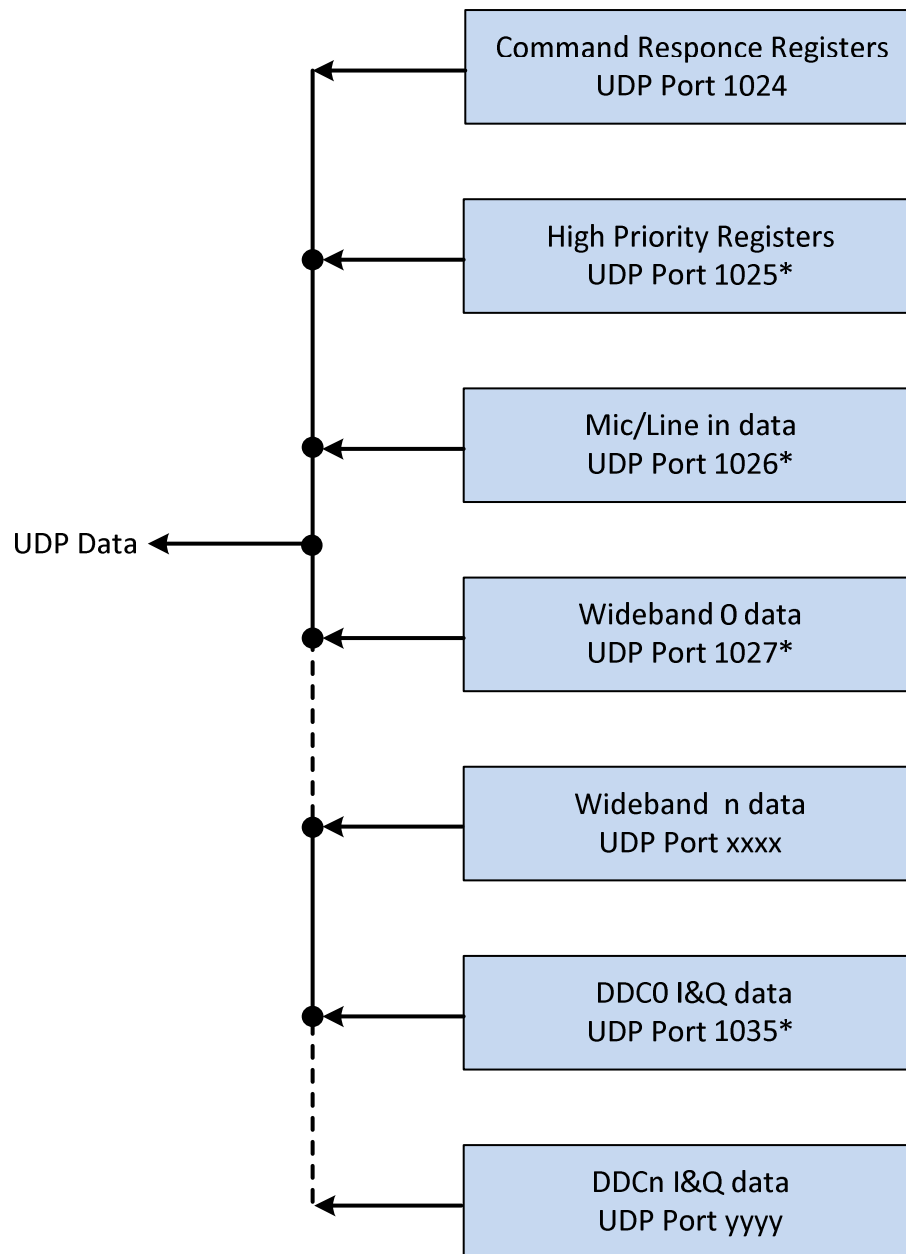 Command Responce Registers
UDP Port 1024
High Priority Registers
UDP Port 1025*
Mic/Line in data
UDP Port 1026*
UDP Data
Wideband 0 data
UDP Port 1027*
Wideband n data
UDP Port xxxx
DDC0 I&Q data
UDP Port 1035*
DDCn I&Q data
UDP Port yyyy